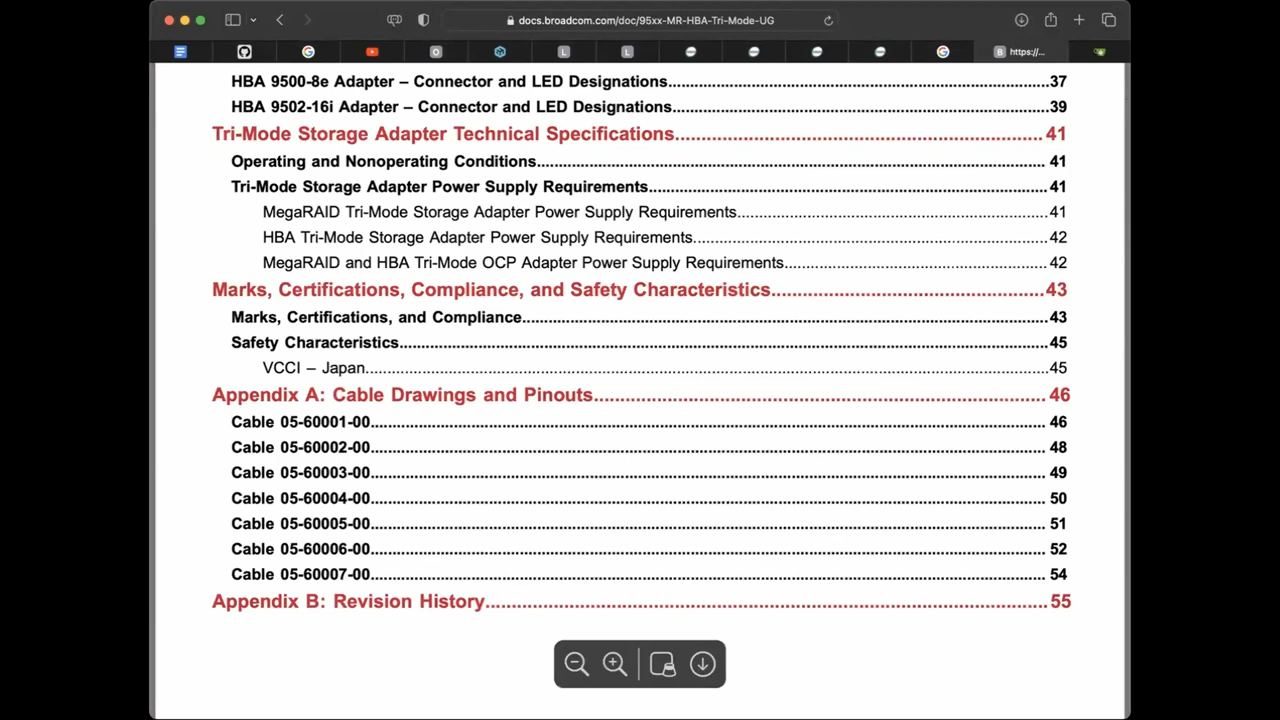 docs.broadcom.com/doc/95xx-MR-HBA-Tri-Mode-UG
https://...
HBA 9500-8e Adapter – Connector and LED Designations 37
HBA 9502-16i Adapter – Connector and LED Designations 39
Tri-Mode Storage Adapter Technical Specifications 41
Operating and Nonoperating Conditions 41
Tri-Mode Storage Adapter Power Supply Requirements 41
MegaRAID Tri-Mode Storage Adapter Power Supply Requirements 41
HBA Tri-Mode Storage Adapter Power Supply Requirements 42
MegaRAID and HBA Tri-Mode OCP Adapter Power Supply Requirements 42
Marks, Certifications, Compliance, and Safety Characteristics 43
Marks, Certifications, and Compliance 43
Safety Characteristics 45
VCCI – Japan 45
Appendix A: Cable Drawings and Pinouts 46
Cable 05-60001-00 46
Cable 05-60002-00 48
Cable 05-60003-00 49
Cable 05-60004-00 50
Cable 05-60005-00 51
Cable 05-60006-00 52
Cable 05-60007-00 54
Appendix B: Revision History 55